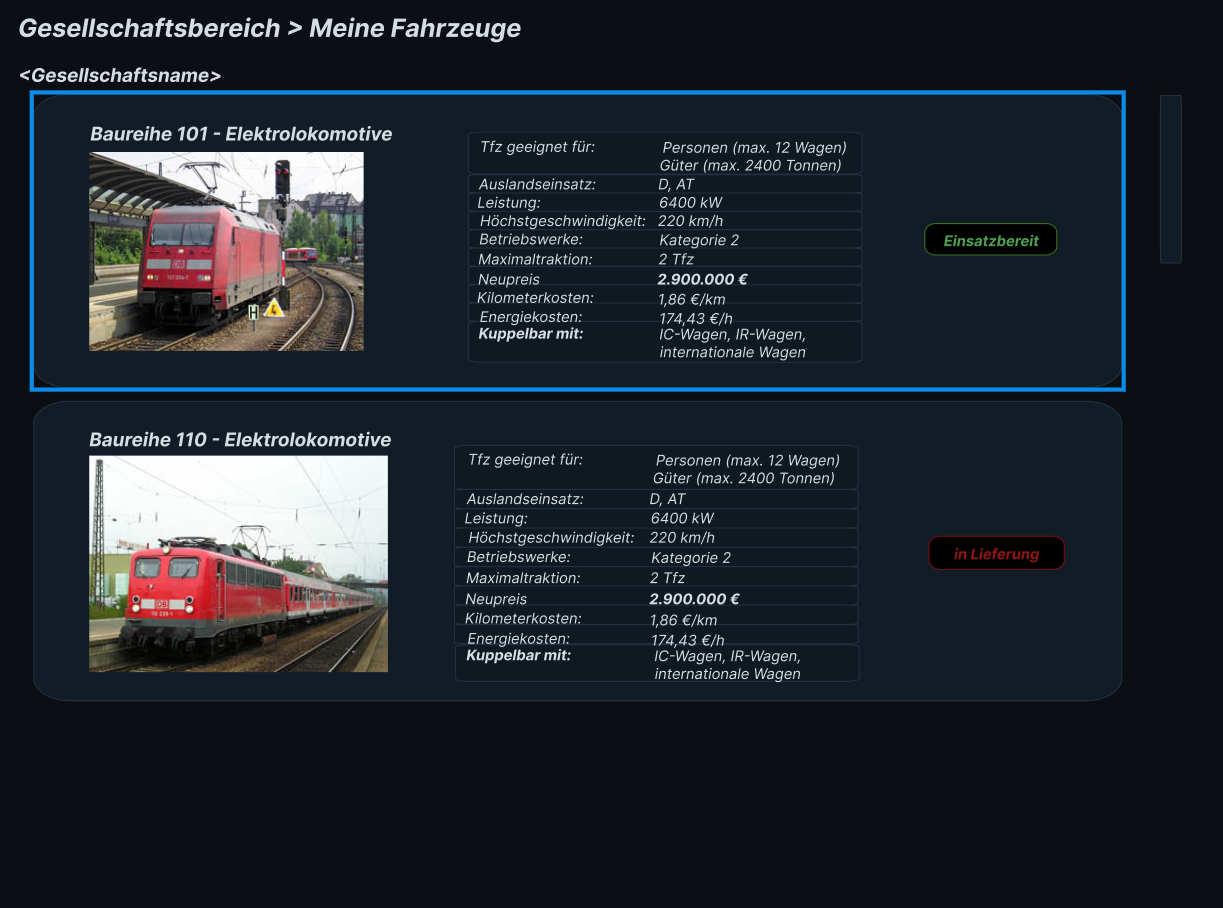 Gesellschaftsbereich > Meine Fahrzeuge
<Gesellschaftsname>
Baureihe 101 - Elektrolokomotive
Tfz geeignet für: Personen (max. 12 Wagen)
Güter (max. 2400 Tonnen)
Auslandseinsatz: D, AT
Leistung: 6400 kW
Höchstgeschwindigkeit: 220 km/h
Betriebswerke: Kategorie 2
Maximaltraktion: 2 Tfz
Neupreis 2.900.000 €
Kilometerkosten: 1,86 €/km
Energiekosten: 174,43 €/h
Kuppelbar mit: IC-Wagen, IR-Wagen,
internationale Wagen
Einsatzbereit
DB
H
Baureihe 110 - Elektrolokomotive
Tfz geeignet für: Personen (max. 12 Wagen)
Güter (max. 2400 Tonnen)
Auslandseinsatz: D, AT
Leistung: 6400 kW
Höchstgeschwindigkeit: 220 km/h
Betriebswerke: Kategorie 2
Maximaltraktion: 2 Tfz
Neupreis 2.900.000 €
Kilometerkosten: 1,86 €/km
Energiekosten: 174,43 €/h
Kuppelbar mit: IC-Wagen, IR-Wagen,
internationale Wagen
in Lieferung
DB